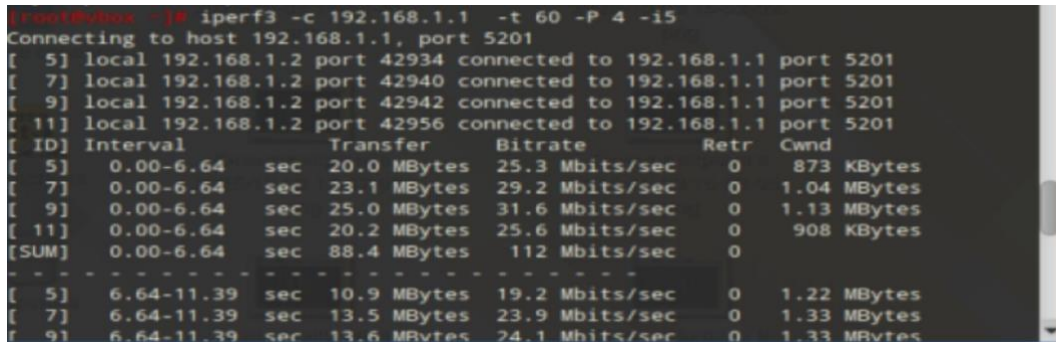 [root@vbox ~]# iperf3 -c 192.168.1.1  -t 60 -P 4 -i5
Connecting to host 192.168.1.1, port 5201
[  5] local 192.168.1.2 port 42934 connected to 192.168.1.1 port 5201
[  7] local 192.168.1.2 port 42940 connected to 192.168.1.1 port 5201
[  9] local 192.168.1.2 port 42942 connected to 192.168.1.1 port 5201
[ 11] local 192.168.1.2 port 42956 connected to 192.168.1.1 port 5201
[ ID] Interval           Transfer     Bitrate         Retr  Cwnd
[  5]   0.00-6.64   sec  20.0 MBytes  25.3 Mbits/sec    0    873 KBytes
[  7]   0.00-6.64   sec  23.1 MBytes  29.2 Mbits/sec    0   1.04 MBytes
[  9]   0.00-6.64   sec  25.0 MBytes  31.6 Mbits/sec    0   1.13 MBytes
[ 11]   0.00-6.64   sec  20.2 MBytes  25.6 Mbits/sec    0    908 KBytes
[SUM]   0.00-6.64   sec  88.4 MBytes   112 Mbits/sec    0
- - - - - - - - - - - - - - - - - - - - - - - - -
[  5]   6.64-11.39  sec  10.9 MBytes  19.2 Mbits/sec    0   1.22 MBytes
[  7]   6.64-11.39  sec  13.5 MBytes  23.9 Mbits/sec    0   1.33 MBytes
[  9]   6.64-11.39  sec  13.6 MBytes  24.1 Mbits/sec    0   1.33 MBytes